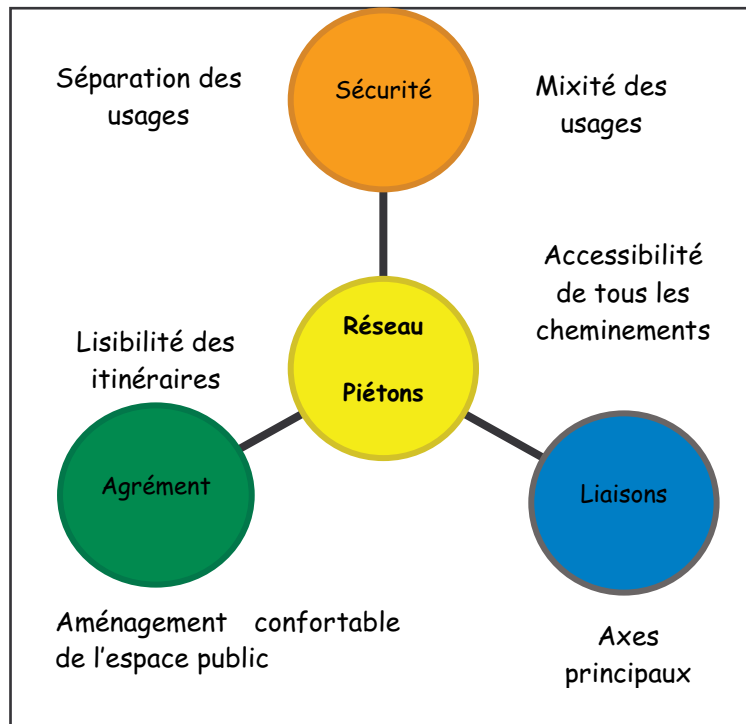 Séparation des
usages
Sécurité
Mixité des
usages
Accessibilité
de tous les
cheminements
Réseau
Piétons
Lisibilité des
itinéraires
Agrément
Liaisons
Aménagement confortable
de l'espace public
Axes
principaux